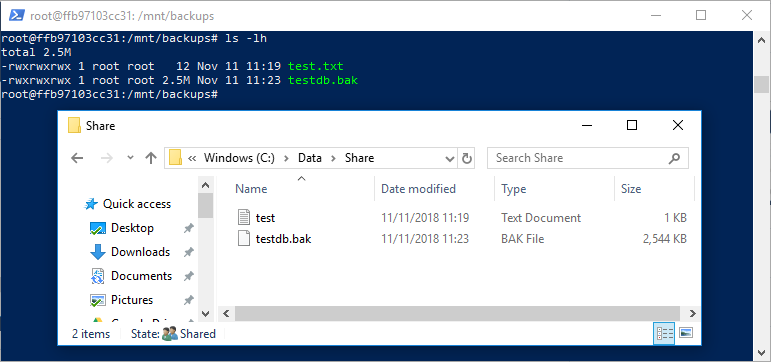 root@ffb97103cc31: /mnt/backups
root@ffb97103cc31:/mnt/backups# ls -lh
total 2.5M
-rwxrwxrwx 1 root root   12 Nov 11 11:19 test.txt
-rwxrwxrwx 1 root root 2.5M Nov 11 11:23 testdb.bak
root@ffb97103cc31:/mnt/backups#
Share
« Windows (C:) > Data > Share
Search Share
Name Date modified Type Size
Quick access
Desktop
Downloads
Documents
Pictures
test 11/11/2018 11:19 Text Document 1 KB
testdb.bak 11/11/2018 11:23 BAK File 2,544 KB
2 items State: Shared